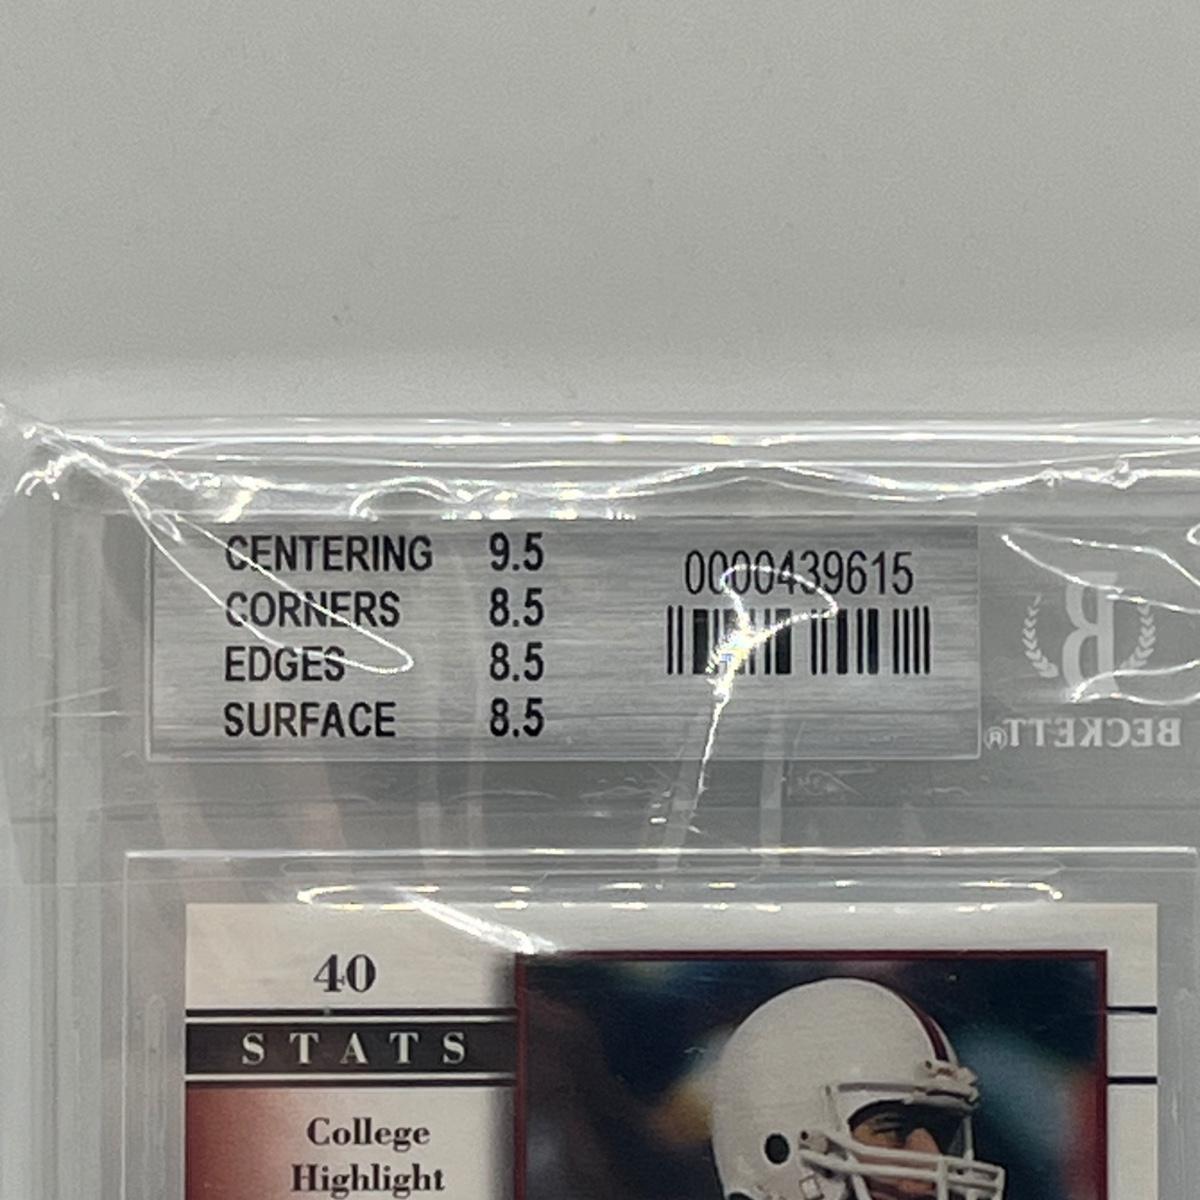 CENTERING 9.5
CORNERS 8.5
EDGES 8.5
SURFACE 8.5
0000439615
B
BECKETT®
40
STATS
College
Highlight